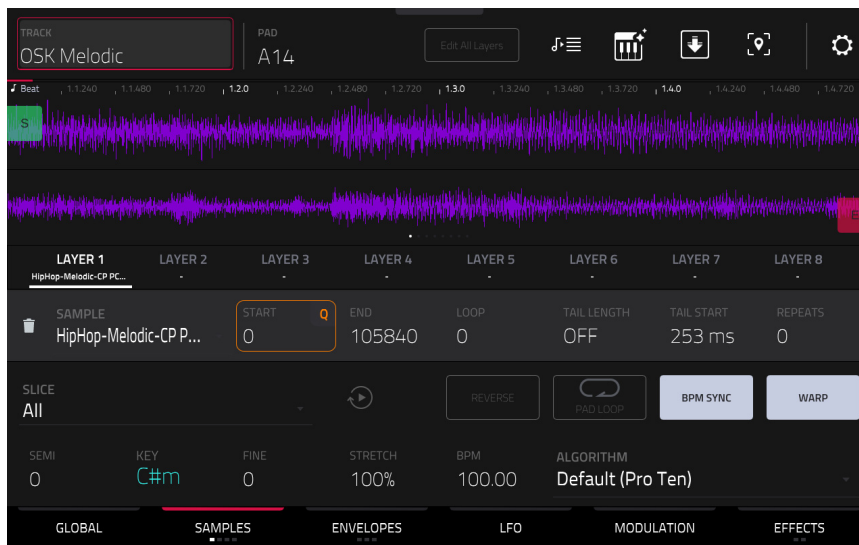 TRACK PAD
OSK Melodic A14 Edit All Layers
Beat 1.1.240 1.1.480 1.1.720 1.2.0 1.2.240 1.2.480 1.2.720 1.3.0 1.3.240 1.3.480 1.3.720 1.4.0 1.4.240 1.4.480 1.4.720
S
E
LAYER 1 LAYER 2 LAYER 3 LAYER 4 LAYER 5 LAYER 6 LAYER 7 LAYER 8
HipHop-Melodic-CP PC... - - - - - - -
SAMPLE START Q END LOOP TAIL LENGTH TAIL START REPEATS
HipHop-Melodic-CP P... 0 105840 0 OFF 253 ms 0
SLICE
All REVERSE PAD LOOP BPM SYNC WARP
SEMI KEY FINE STRETCH BPM ALGORITHM
0 C#m 0 100% 100.00 Default (Pro Ten)
GLOBAL SAMPLES ENVELOPES LFO MODULATION EFFECTS